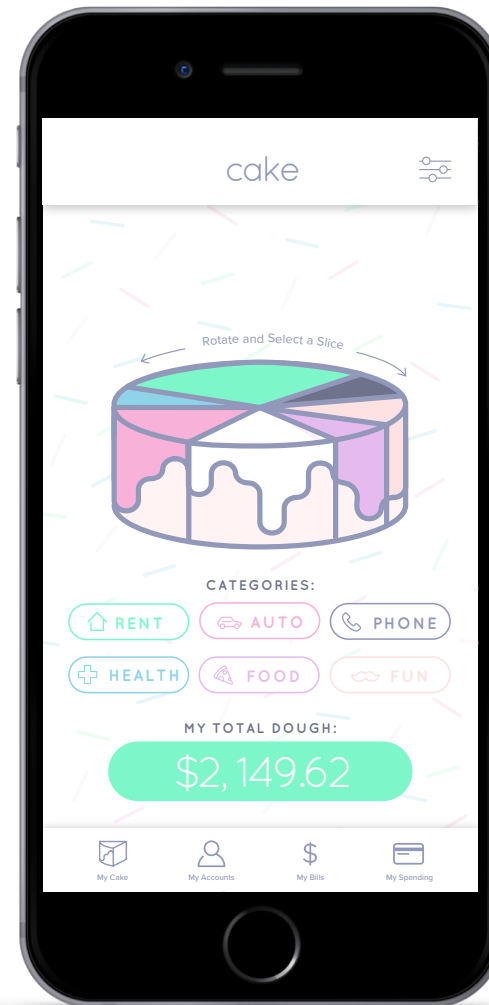 cake
Rotate and Select a Slice
CATEGORIES:
RENT AUTO PHONE
HEALTH FOOD FUN
MY TOTAL DOUGH:
$2, 149.62
My Cake My Accounts My Bills My Spending